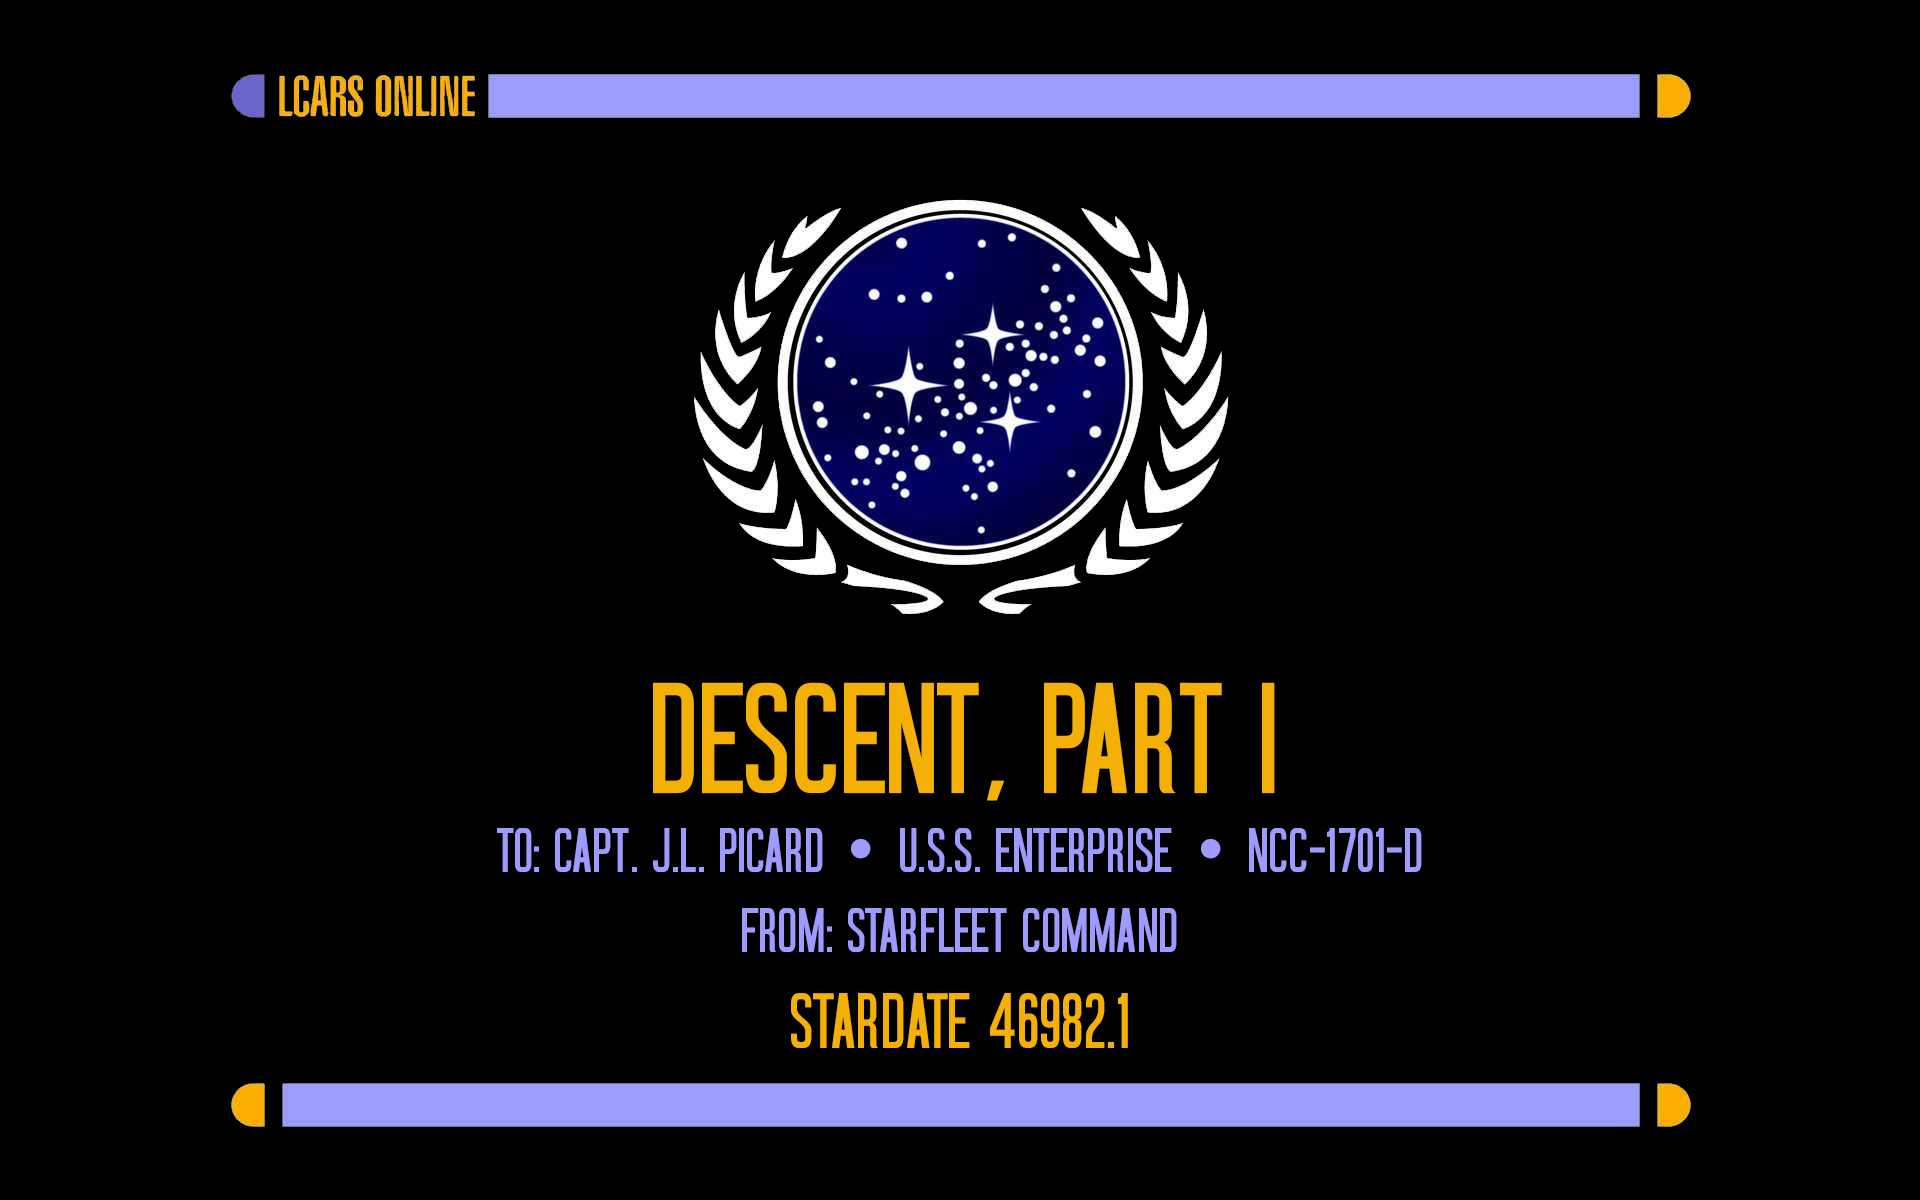 LCARS ONLINE
DESCENT, PART I
TO: CAPT. J.L. PICARD • U.S.S. ENTERPRISE • NCC-1701-D
FROM: STARFLEET COMMAND
STARDATE 46982.1